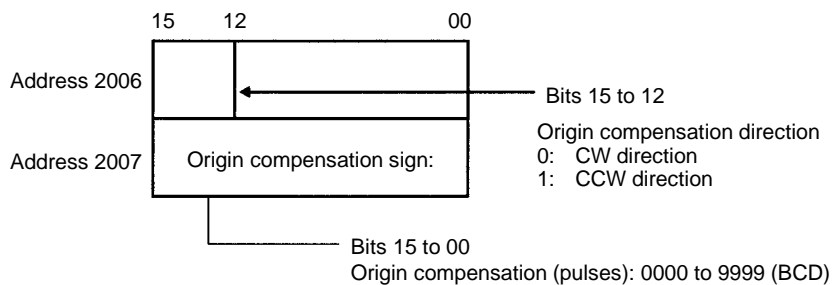 15 12 00
Address 2006
Bits 15 to 12
Origin compensation direction
0: CW direction
1: CCW direction
Address 2007
Origin compensation sign:
Bits 15 to 00
Origin compensation (pulses): 0000 to 9999 (BCD)